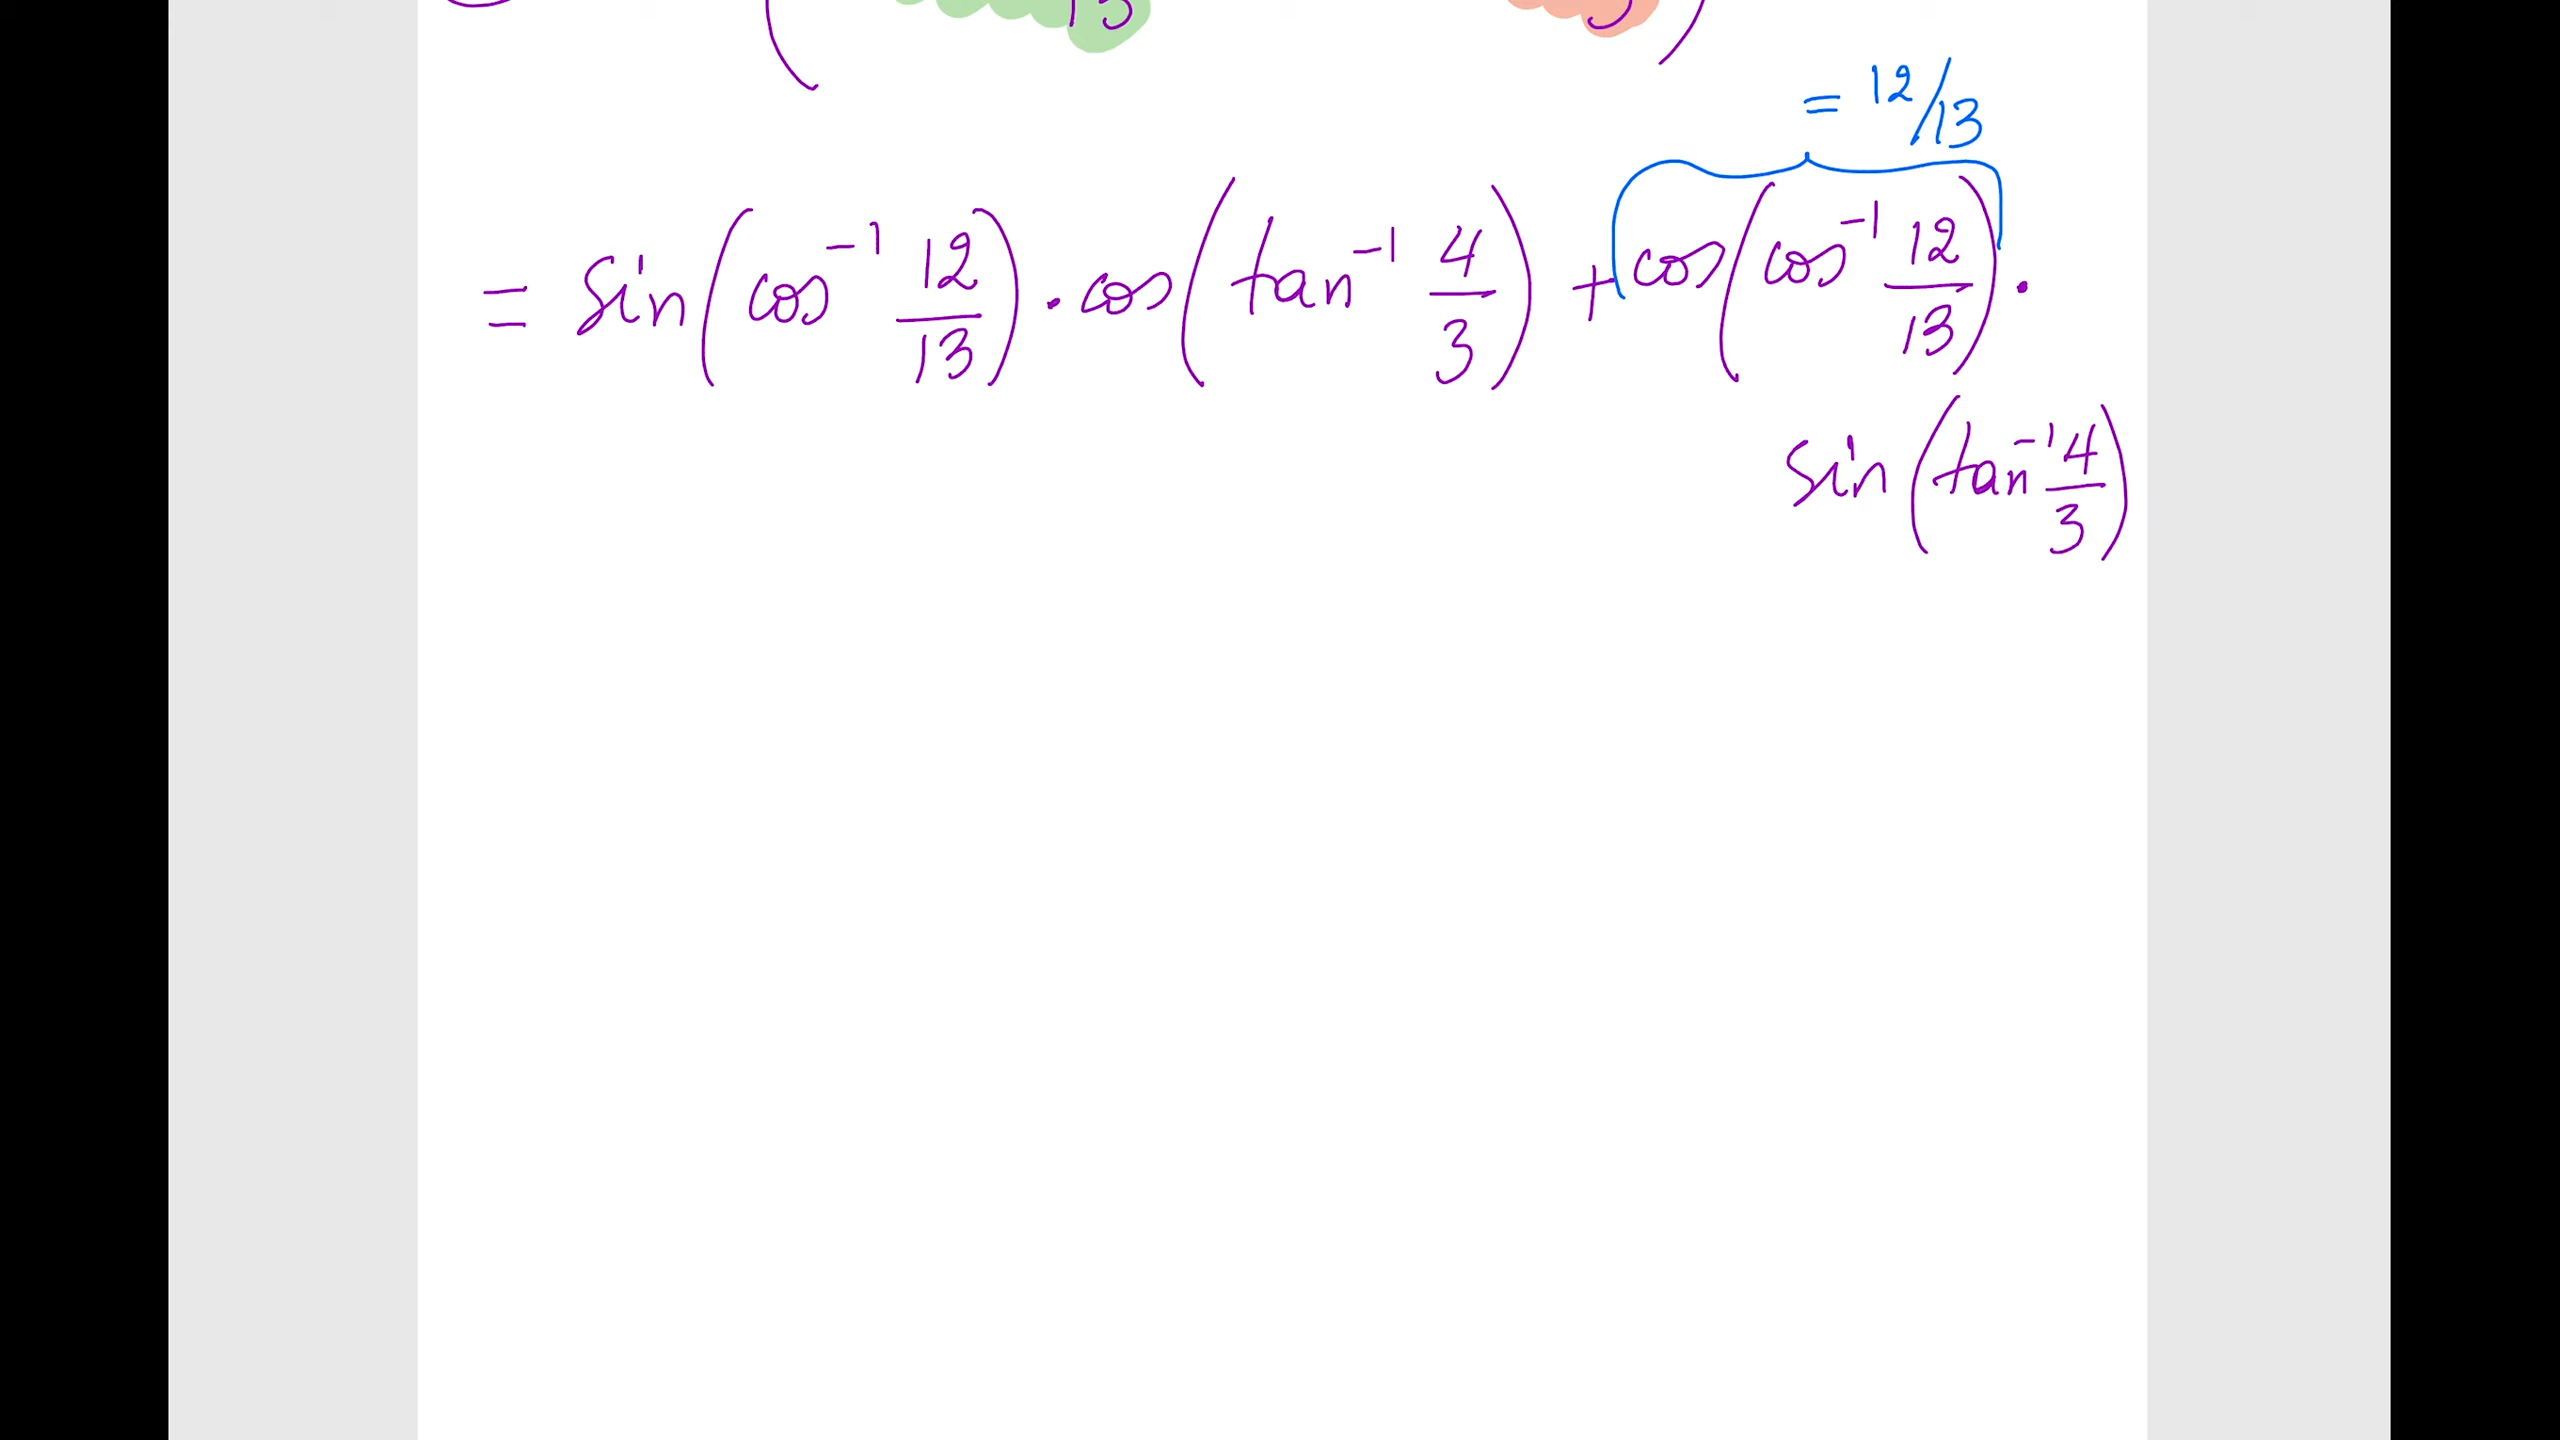 = 12/13
= sin(cos⁻¹ 12/13) · cos(tan⁻¹ 4/3) + cos(cos⁻¹ 12/13) ·
sin(tan⁻¹ 4/3)